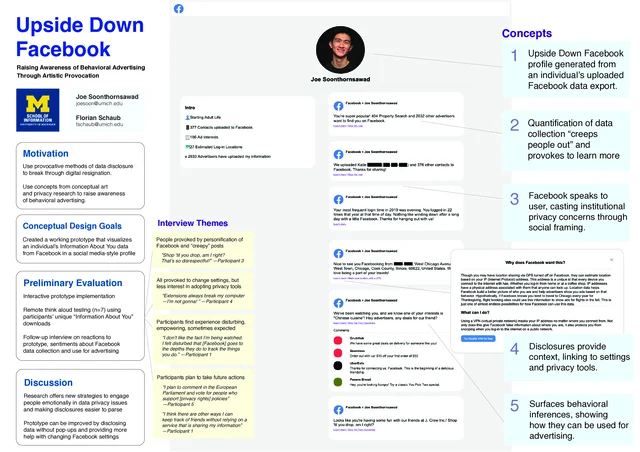 Upside Down
Facebook
Raising Awareness of Behavioral Advertising
Through Artistic Provocation
M
SCHOOL OF
INFORMATION
UNIVERSITY OF MICHIGAN
Joe Soonthornsawad
joesoon@umich.edu
Florian Schaub
fschaub@umich.edu
Motivation
Use provocative methods of data disclosure
to break through digital resignation.
Use concepts from conceptual art
and privacy research to raise awareness
of behavioral advertising.
Conceptual Design Goals
Created a working prototype that visualizes
an individual's Information About You data
from Facebook in a social media-style profile
Preliminary Evaluation
Interactive prototype implementation
Remote think aloud testing (n=7) using
participants' unique "Information About You"
downloads
Follow-up interview on reactions to
prototype, sentiments about Facebook
data collection and use for advertising
Discussion
Research offers new strategies to engage
people emotionally in data privacy issues
and making disclosures easier to parse
Prototype can be improved by disclosing
data without pop-ups and providing more
help with changing Facebook settings
Interview Themes
People provoked by personification of
Facebook and "creepy" data
"Shop 'til you drop, am I right?
That's so disrespectful!" — Participant 3
All provoked to change settings, but
less interest in adopting privacy tools
"Extensions always break my computer
– I'm not gonna" — Participant 4
Participants find experience disturbing,
empowering, sometimes expected
"I don't like that I'm being watched.
I felt disturbed that [Facebook] goes to
the depths they do to track the things
you do." — Participant 1
Participants plan to take future actions
"I plan to comment in the European
Parliament and vote for people who
support [privacy rights] policies"
—Participant 5
"I think there are other ways I can
keep track of friends without relying on a
service that is sharing my information"
—Participant 1
Joe Soonthornsawad
Intro
Starting Adult Life
377 Contacts uploaded to Facebook.
198 Ad Interests
27 Estimated Log-in Locations
2033 Advertisers have uploaded my information
Facebook > Joe Soonthornsawad
You're super popular! 434 Property Search and 2032 other advertisers
want to find you on Facebook.
Facebook > Joe Soonthornsawad
We uploaded Katie
and 376 other contacts to
Facebook. Thanks for sharing!
Facebook > Joe Soonthornsawad
Your most frequent login time in 2019 was evening. You logged in 22
times that year at that time of day. Nothing like winding down after a long
day with a little Facebook. Thanks for hanging out with us!
Facebook > Joe Soonthornsawad
Nice to see you Facebooking from
West Chicago Avenue,
West Town, Chicago, Cook County, Illinois, 60622, United States. We
love being a part of your travels!
Facebook > Joe Soonthornsawad
We've been watching you, and we know one of your interests is
"Chinese cuisine"! Hey advertisers, any deals for our friend?
Comments
GrubHub
We have some great deals on delivery for someone like you!
Seamless
Order out with us! $10 off your first order of $20
UberEats
Thanks for connecting us, Facebook. This is the beginning of a delicious
friendship.
Panera Bread
Hey, you're looking hungry! Try a classic You Pick Two special.
Facebook > Joe Soonthornsawad
Looks like you're having some fun with our friends at J. Crew, Inc.! Shop
'til you drop, am I right?
Why does Facebook want this?
Though you may have location sharing via GPS turned off on Facebook, they can estimate location
What can I do?
Concepts
1 Upside Down Facebook
profile generated from
an individual's uploaded
Facebook data export.
2 Quantification of data
collection "creeps
people out" and
provokes to learn more
3 Facebook speaks to
user, casting institutional
privacy concerns through
social framing.
4 Disclosures provide
context, linking to settings
and privacy tools.
5 Surfaces behavioral
inferences, showing
how they can be used for
advertising.